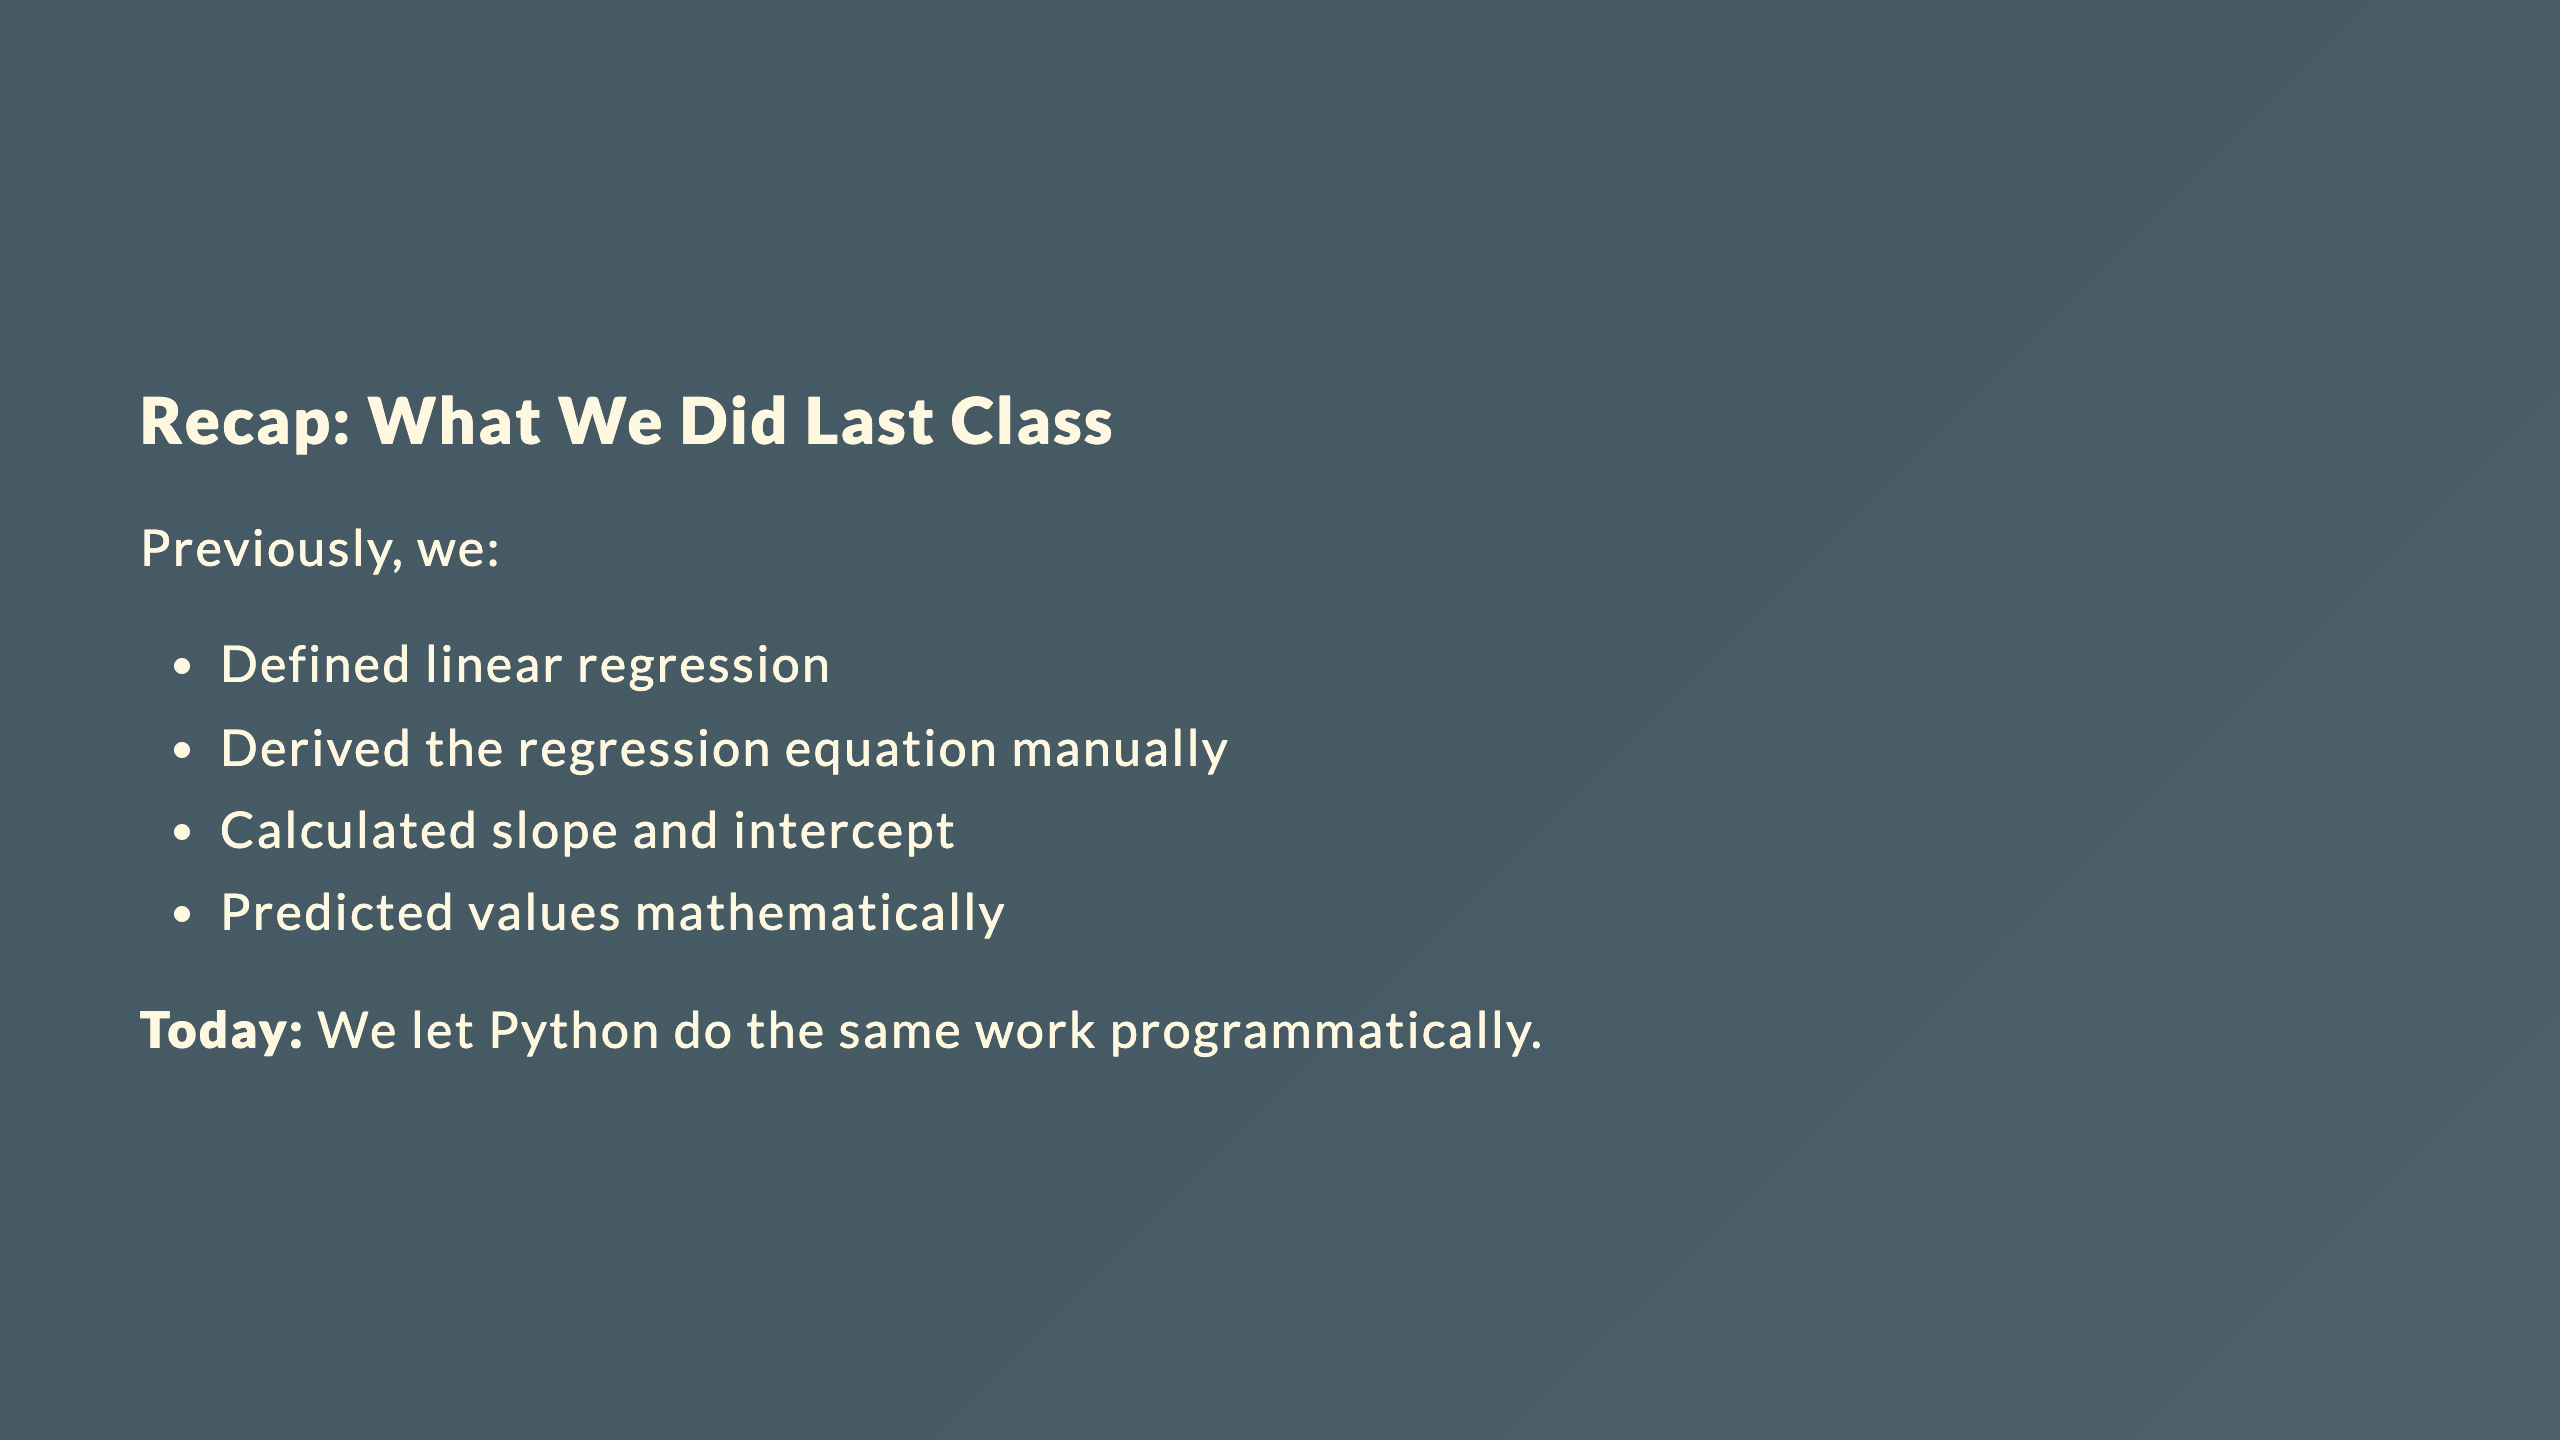 Recap: What We Did Last Class
Previously, we:
• Defined linear regression
• Derived the regression equation manually
• Calculated slope and intercept
• Predicted values mathematically
Today: We let Python do the same work programmatically.